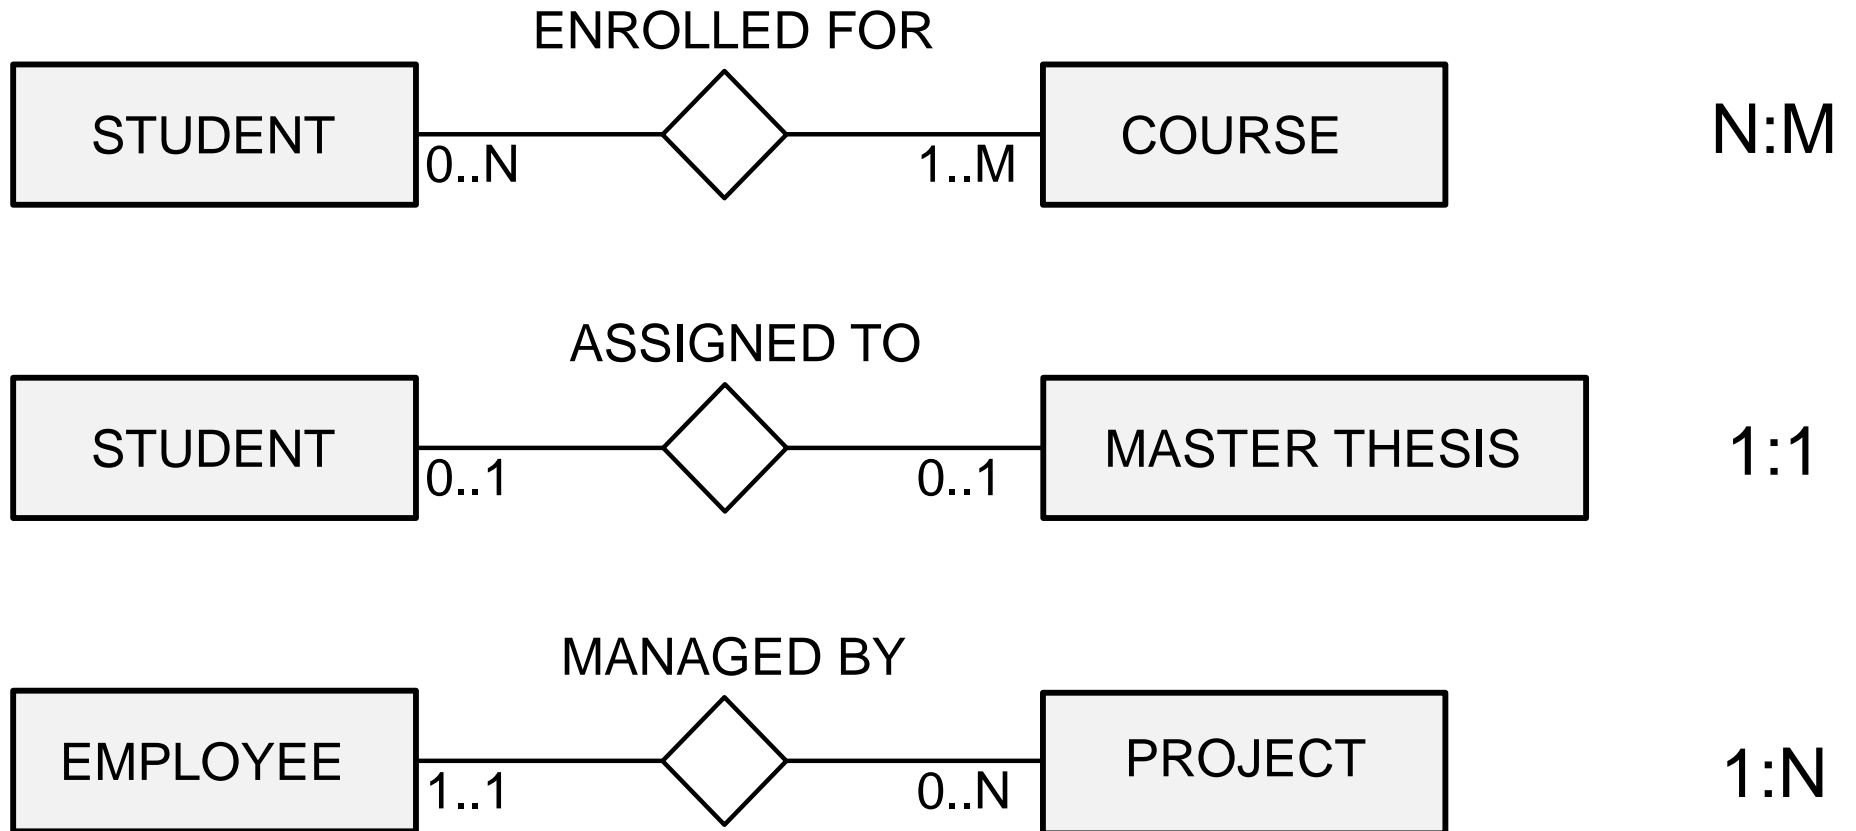 ENROLLED FOR
STUDENT
COURSE
N:M
0..N
1..M
ASSIGNED TO
STUDENT
MASTER THESIS
1:1
0..1
0..1
MANAGED BY
EMPLOYEE
PROJECT
1:N
1..1
0..N